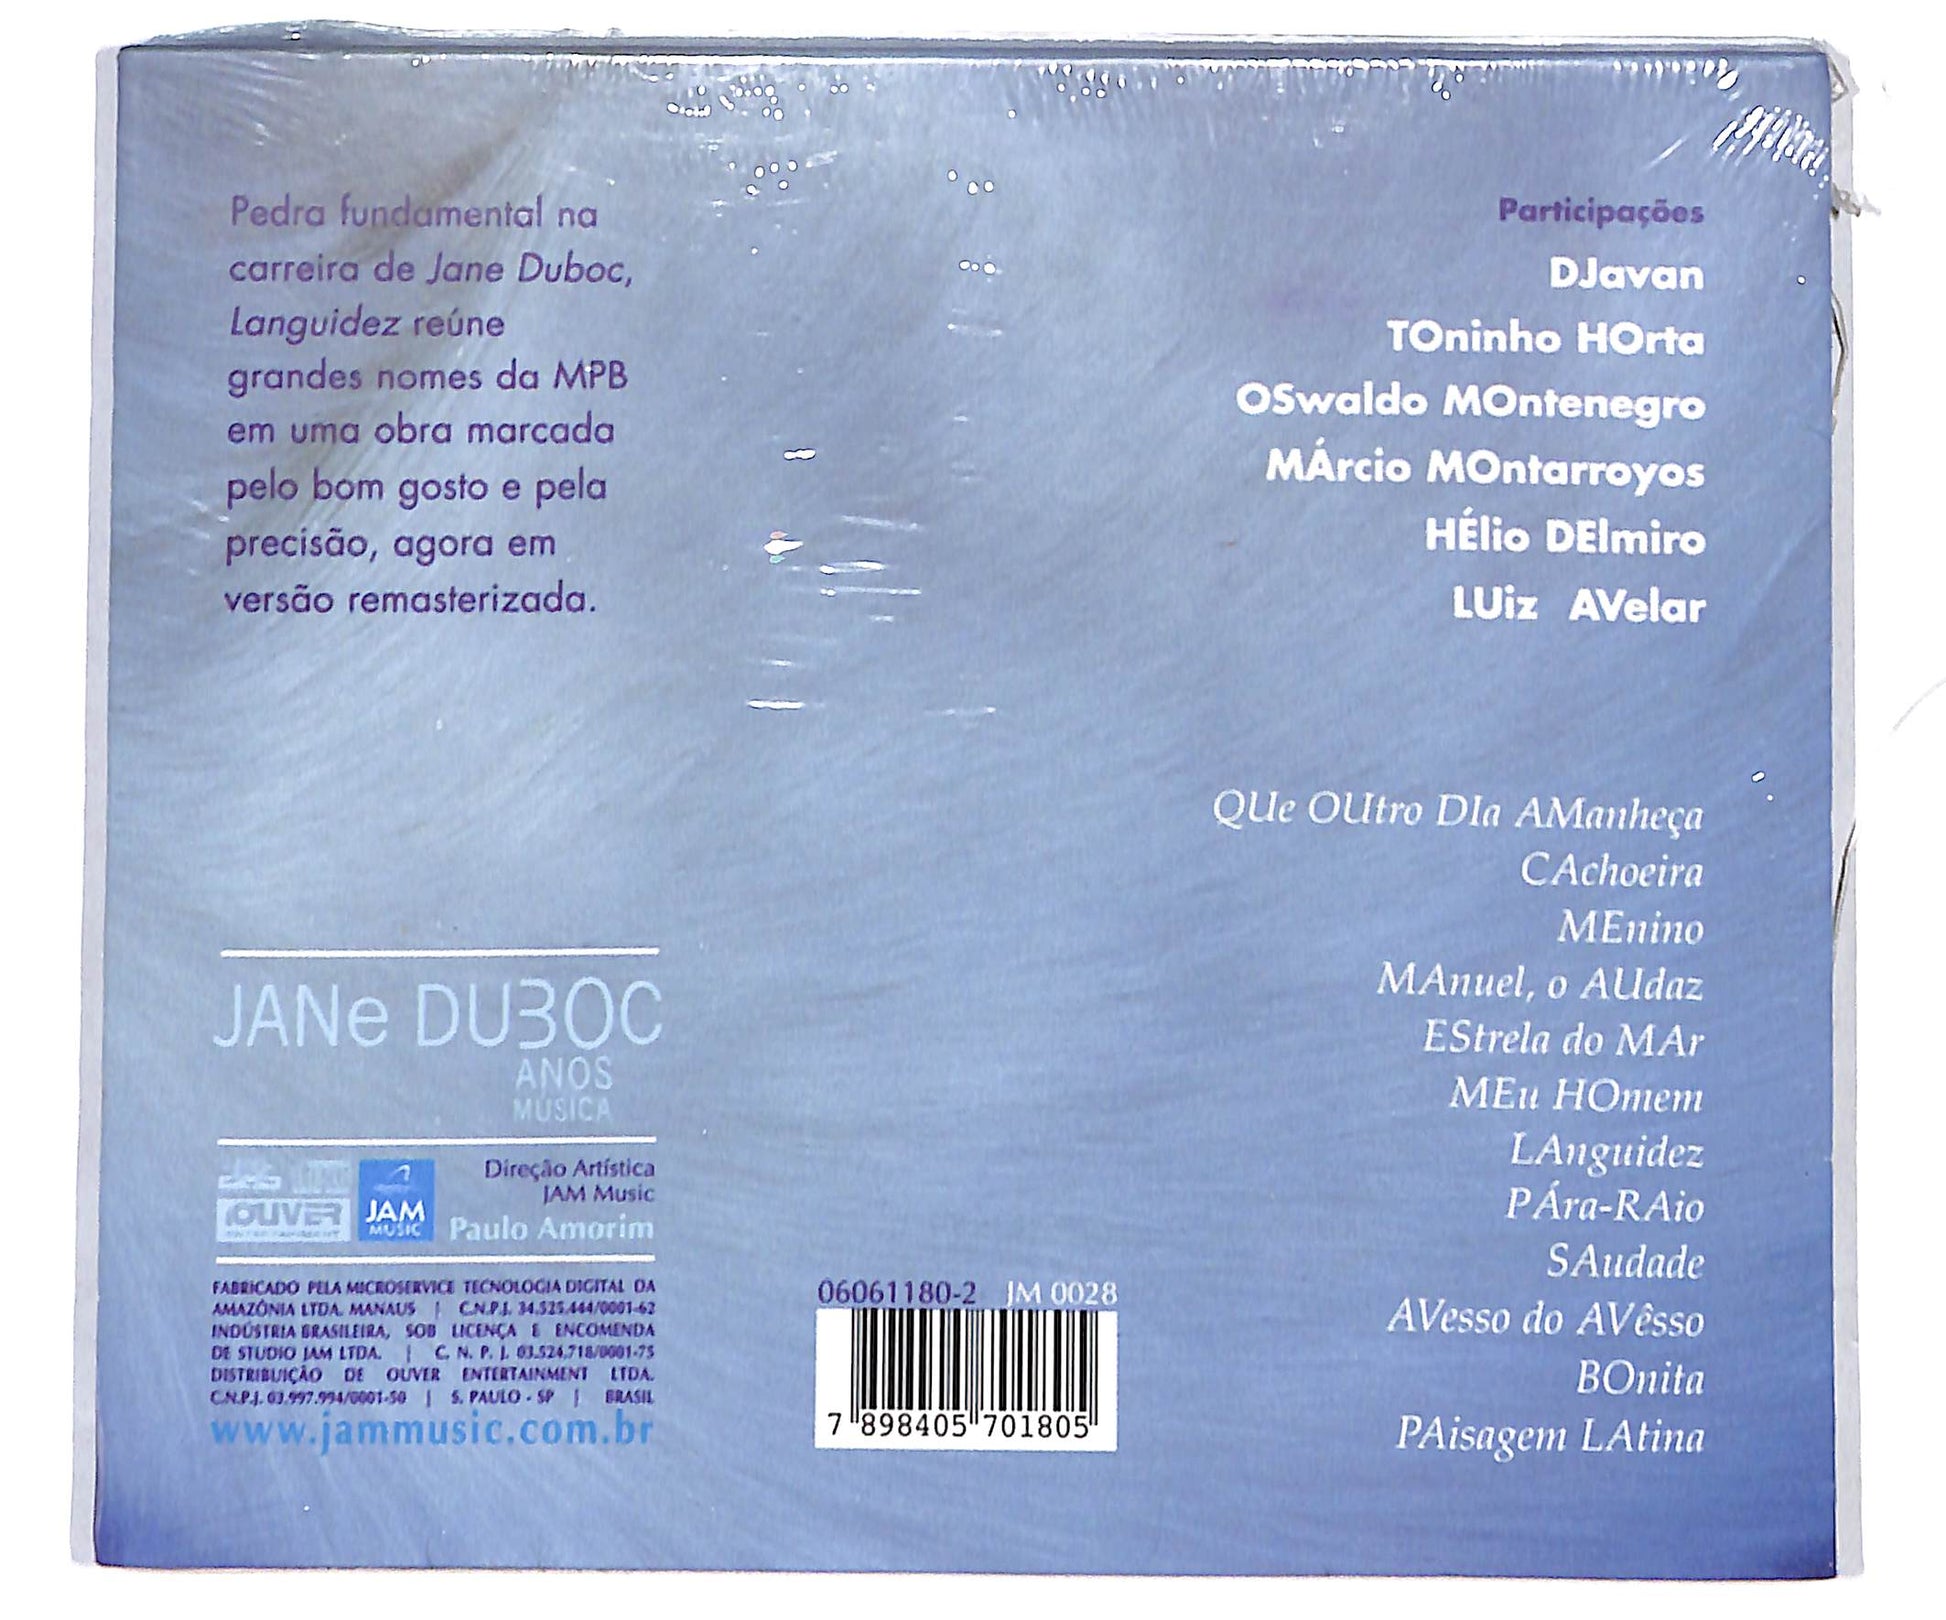 Pedra fundamental na
carreira de Jane Duboc,
Languidez reúne
grandes nomes da MPB
em uma obra marcada
pelo bom gosto e pela
precisão, agora em
versão remasterizada.
Participações
DJavan
TOninho HOrta
OSwaldo MOntenegro
MÁrcio MOntarroyos
HÉlio DElmiro
LUiz AVelar
QUe OUtro DIa AManheça
CAchoeira
MEnino
MAnuel, o AUdaz
EStrela do MAr
MEu HOmem
LAnguidez
PÁra-RAio
SAudade
AVesso do AVêsso
BOnita
PAisagem LAtina
JANe DU30C
ANOS
MÚSICA
OUVER
ENTERTAINMENT
JAM
MUSIC
Direção Artística
JAM Music
Paulo Amorim
FABRICADO PELA MICROSERVICE TECNOLOGIA DIGITAL DA
AMAZÔNIA LTDA. MANAUS | C.N.P.J. 34.525.444/0001-62
INDÚSTRIA BRASILEIRA, SOB LICENÇA E ENCOMENDA
DE STUDIO JAM LTDA. | C. N. P. J. 03.524.718/0001-75
DISTRIBUIÇÃO DE OUVER ENTERTAINMENT LTDA.
C.N.P.J. 03.997.994/0001-50 | S. PAULO - SP | BRASIL
www.jammusic.com.br
06061180-2 JM 0028
7 898405 701805